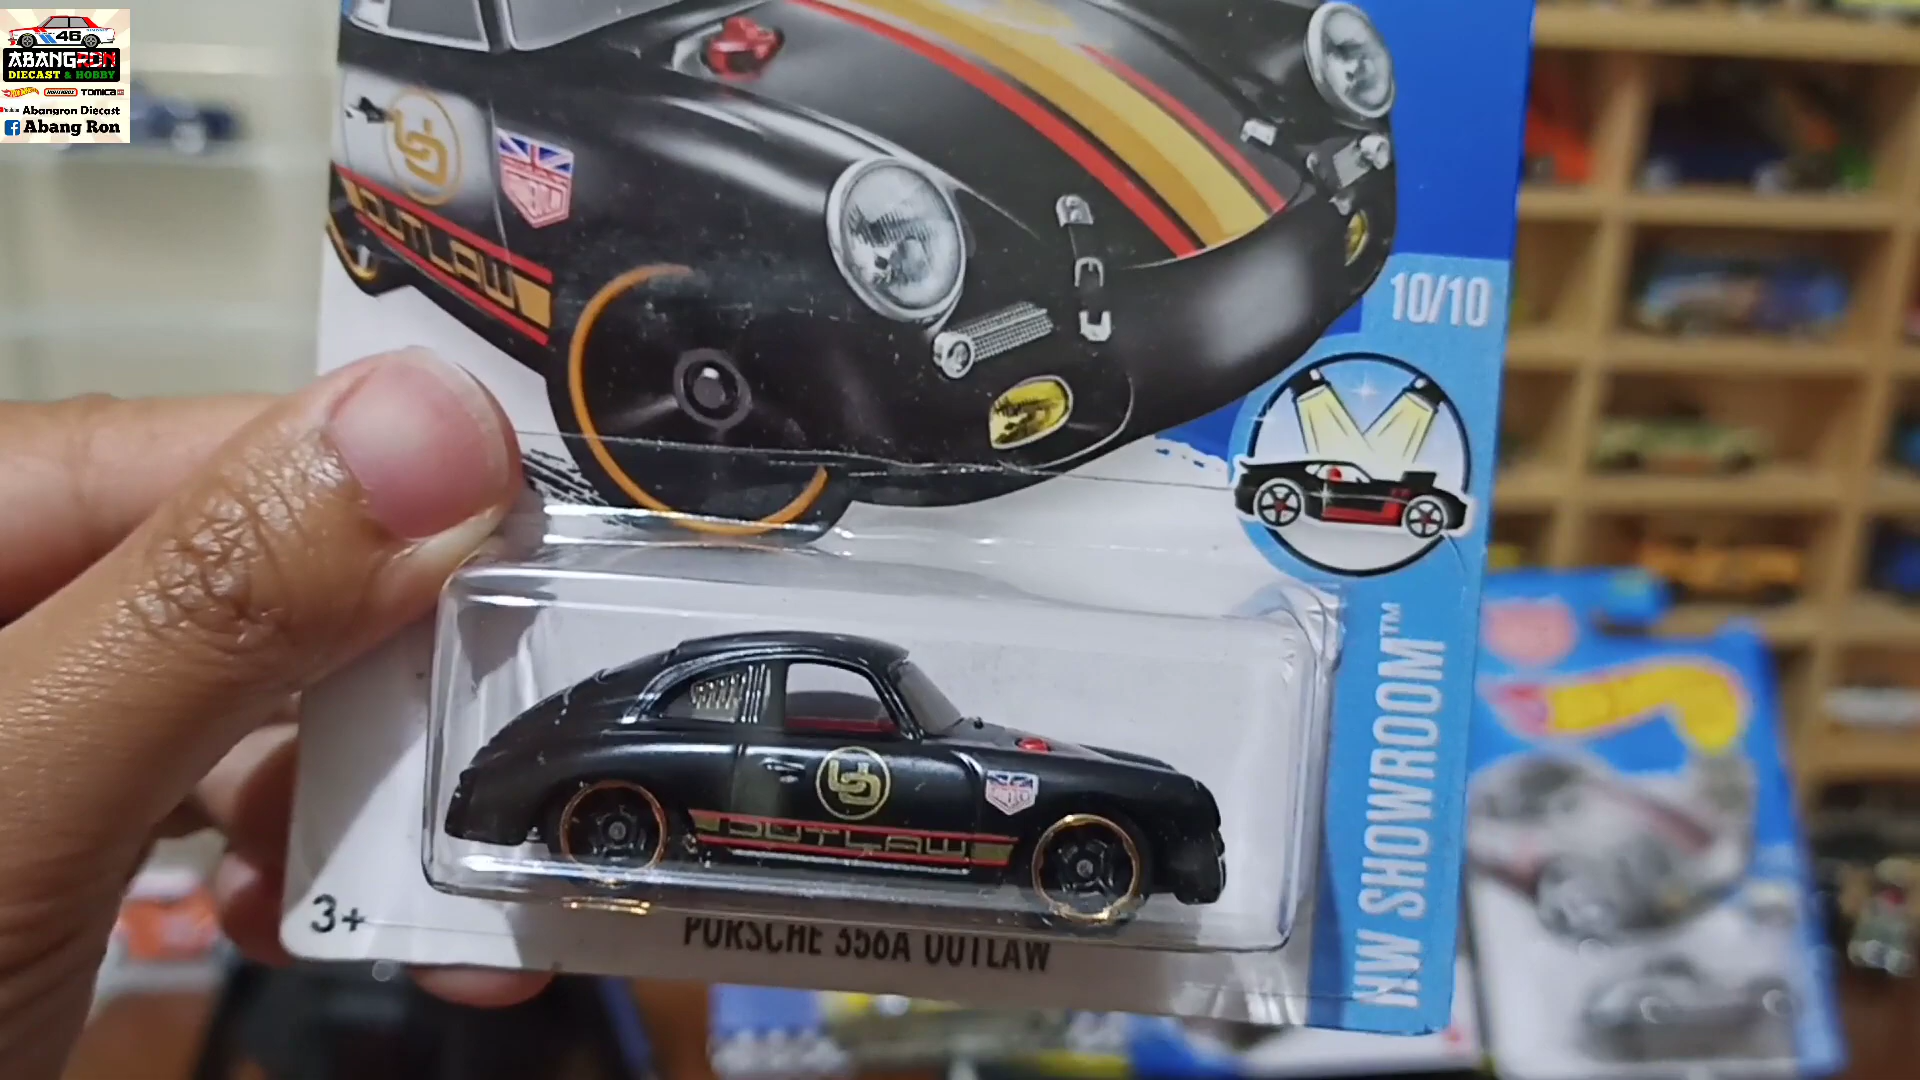 46
ABANGRON
DIECAST & HOBBY
TOMICA
Abangron Diecast
Abang Ron
OUTLAW
10/10
OUTLAW
HW SHOWROOM™
3+
PORSCHE 356A OUTLAW